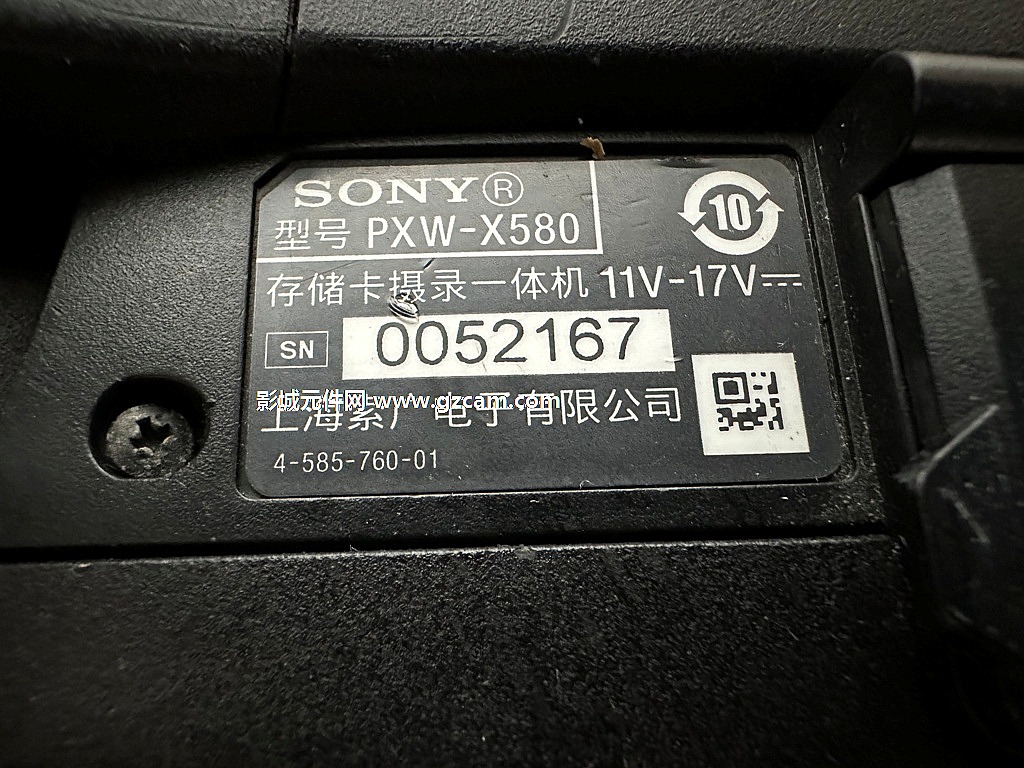 SONY®
型号 PXW-X580
10
存储卡摄录一体机 11V-17V
SN 0052167
影城元件网-www.gzcam.com
上海索广电子有限公司
4-585-760-01